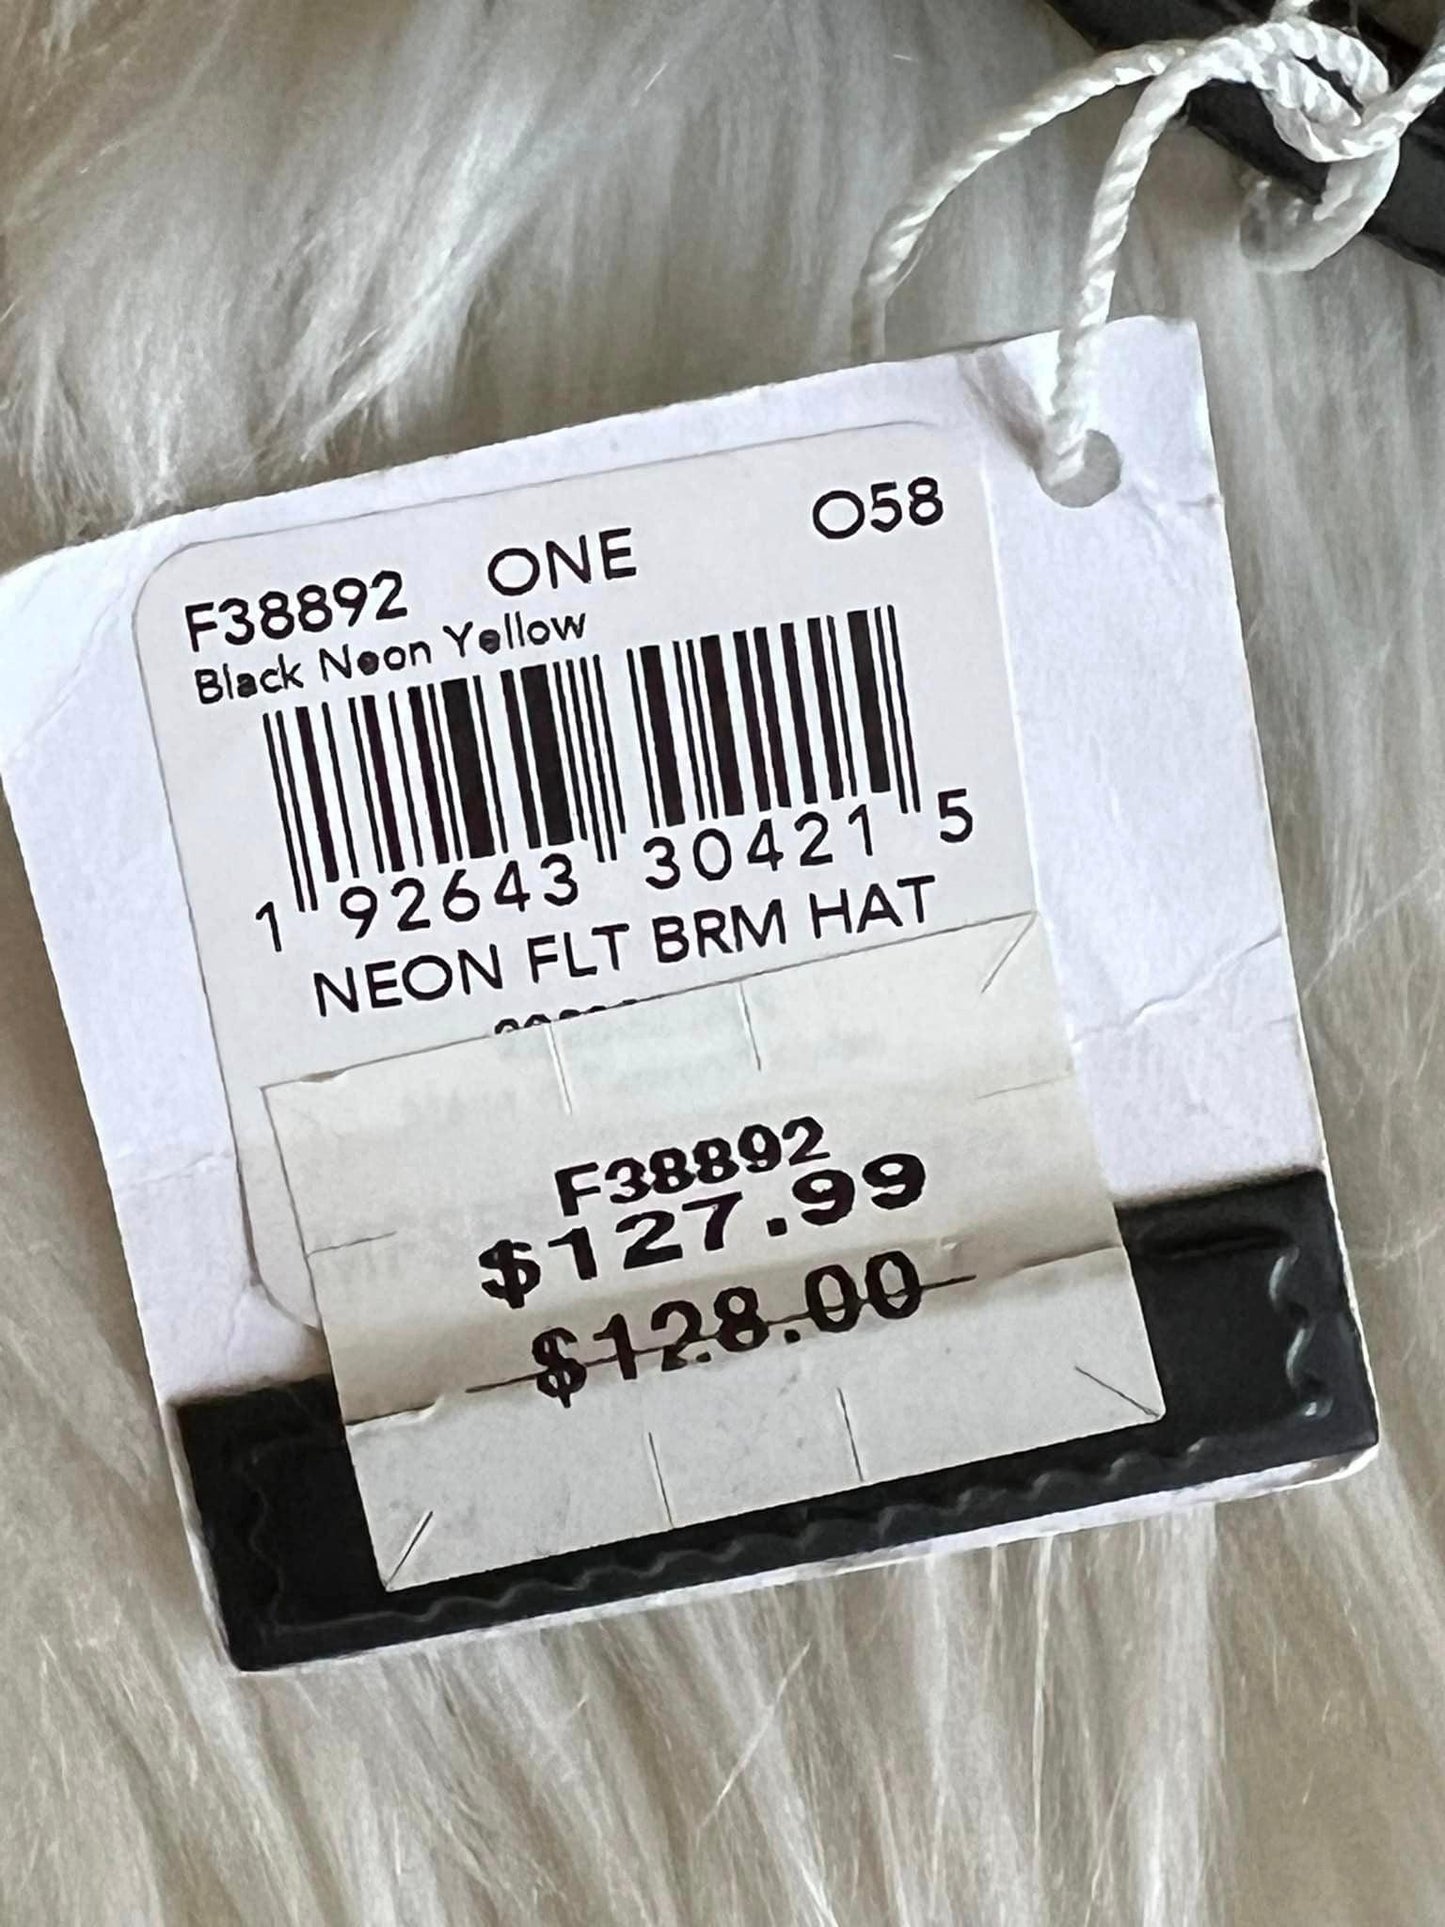 F38892 ONE O58
Black Neon Yellow
1 92643 30421 5
NEON FLT BRM HAT
F38892
$127.99
$128.00